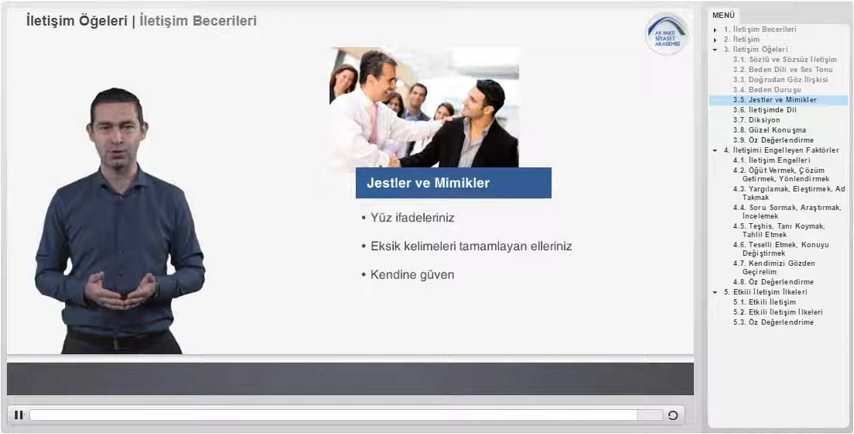 İletişim Öğeleri | İletişim Becerileri
AK PARTİ
SİYASET
AKADEMİSİ
Jestler ve Mimikler
• Yüz ifadeleriniz
• Eksik kelimeleri tamamlayan elleriniz
• Kendine güven
MENÜ
1. İletişim Becerileri
2. İletişim
3. İletişim Öğeleri
3.1. Sözlü ve Sözsüz İletişim
3.2. Beden Dili ve Ses Tonu
3.3. Doğrudan Göz İlişkisi
3.4. Beden Duruşu
3.5. Jestler ve Mimikler
3.6. İletişimde Dil
3.7. Diksiyon
3.8. Güzel Konuşma
3.9. Öz Değerlendirme
4. İletişimi Engelleyen Faktörler
4.1. İletişim Engelleri
4.2. Öğüt Vermek, Çözüm
Getirmek, Yönlendirmek
4.3. Yargılamak, Eleştirmek, Ad
Takmak
4.4. Soru Sormak, Araştırmak,
İncelemek
4.5. Teşhis, Tanı Koymak,
Tahlil Etmek
4.6. Teselli Etmek, Konuyu
Değiştirmek
4.7. Kendimizi Gözden
Geçirelim
4.8. Öz Değerlendirme
5. Etkili İletişim İlkeleri
5.1. Etkili İletişim
5.2. Etkili İletişim İlkeleri
5.3. Öz Değerlendirme